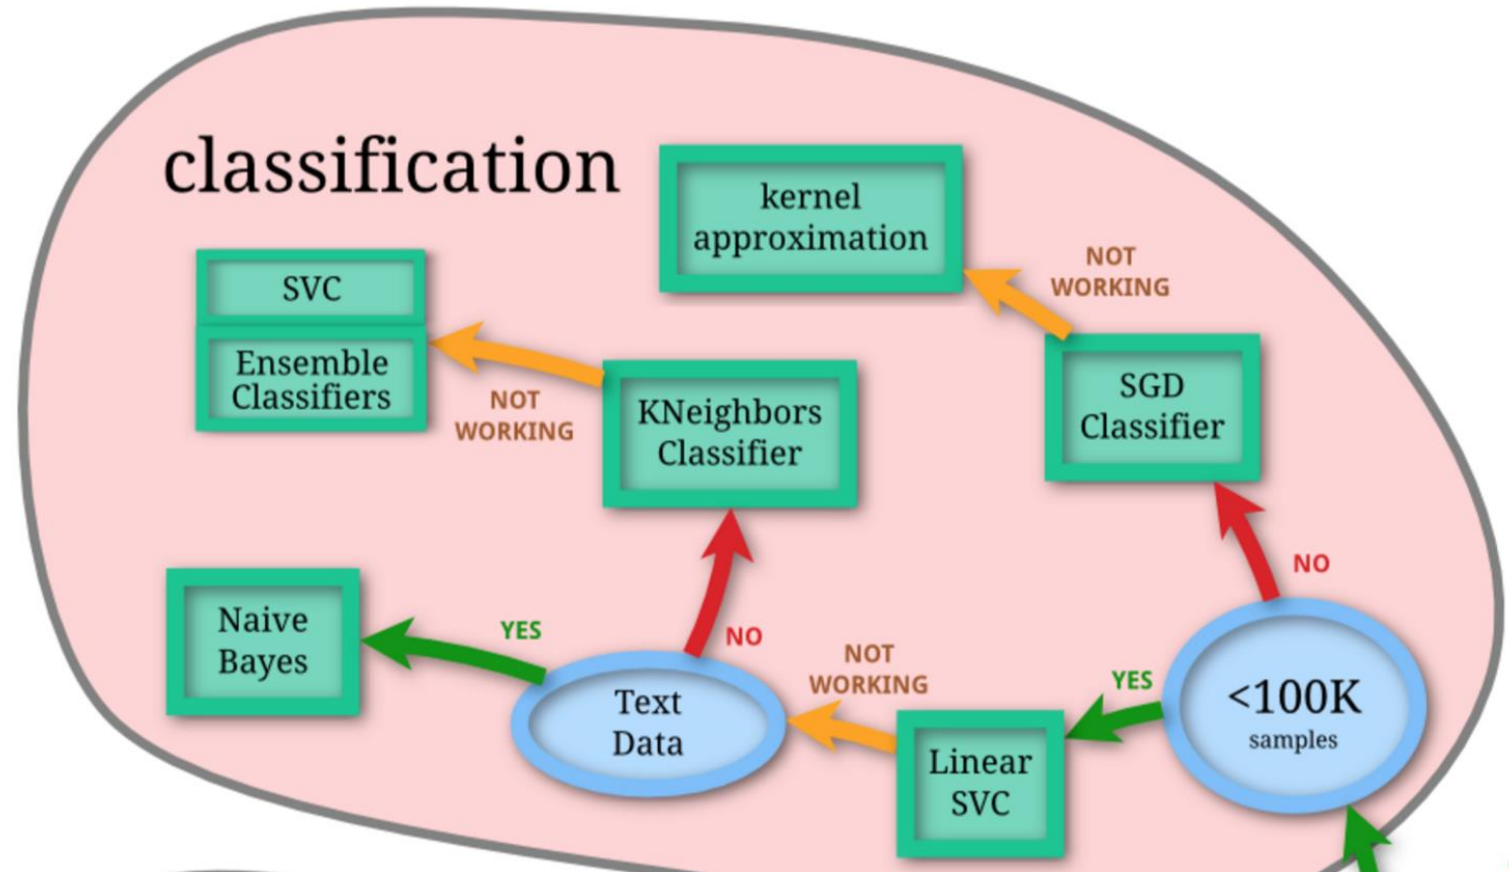 classification
kernel
approximation
NOT
WORKING
SVC
Ensemble
Classifiers
NOT
WORKING
KNeighbors
Classifier
SGD
Classifier
NO
Naive
Bayes
YES
NO
Text
Data
NOT
WORKING
YES
<100K
samples
Linear
SVC